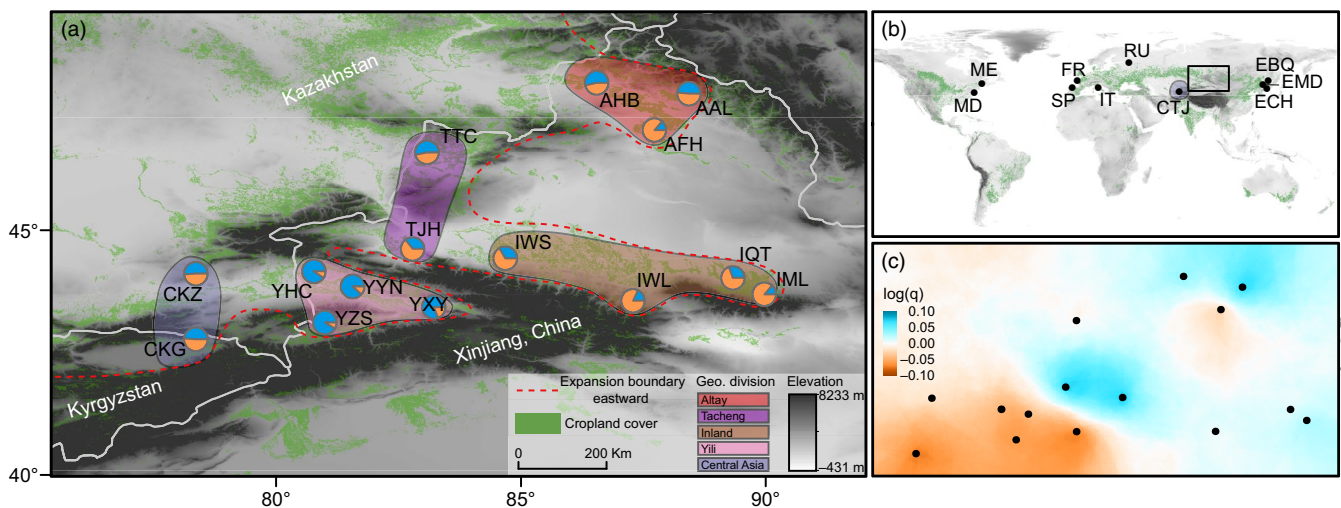 (a)
Kazakhstan
AHB
AAL
AFH
TTC
TJH
IWS
IQT
IWL
IML
CKZ
YHC
YYN
YXY
YZS
CKG
Xinjiang, China
Kyrgyzstan
Expansion boundary
eastward
Cropland cover
0 200 Km
Geo. division
Altay
Tacheng
Inland
Yili
Central Asia
Elevation
8233 m
–431 m
45°
40°
80° 85° 90°
(b)
ME
MD
FR
SP
IT
RU
CTJ
EBQ
EMD
ECH
(c)
log(q)
0.10
0.05
0.00
–0.05
–0.10